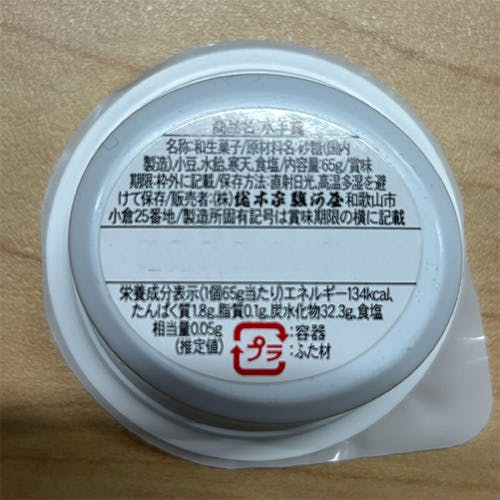 商品名:水羊羹
名称:和生菓子/原材料名:砂糖(国内
製造)、小豆、水飴、寒天、食塩/内容量:65g/賞味
期限:枠外に記載/保存方法:直射日光、高温多湿を避
けて保存/販売者:(株)総本家駿河屋和歌山市
小倉25番地/製造所固有記号は賞味期限の横に記載
栄養成分表示(1個65g当たり)エネルギー134kcal、
たんぱく質1.8g、脂質0.1g、炭水化物32.3g、食塩
相当量0.05g
(推定値)
プラ
:容器
:ふた材